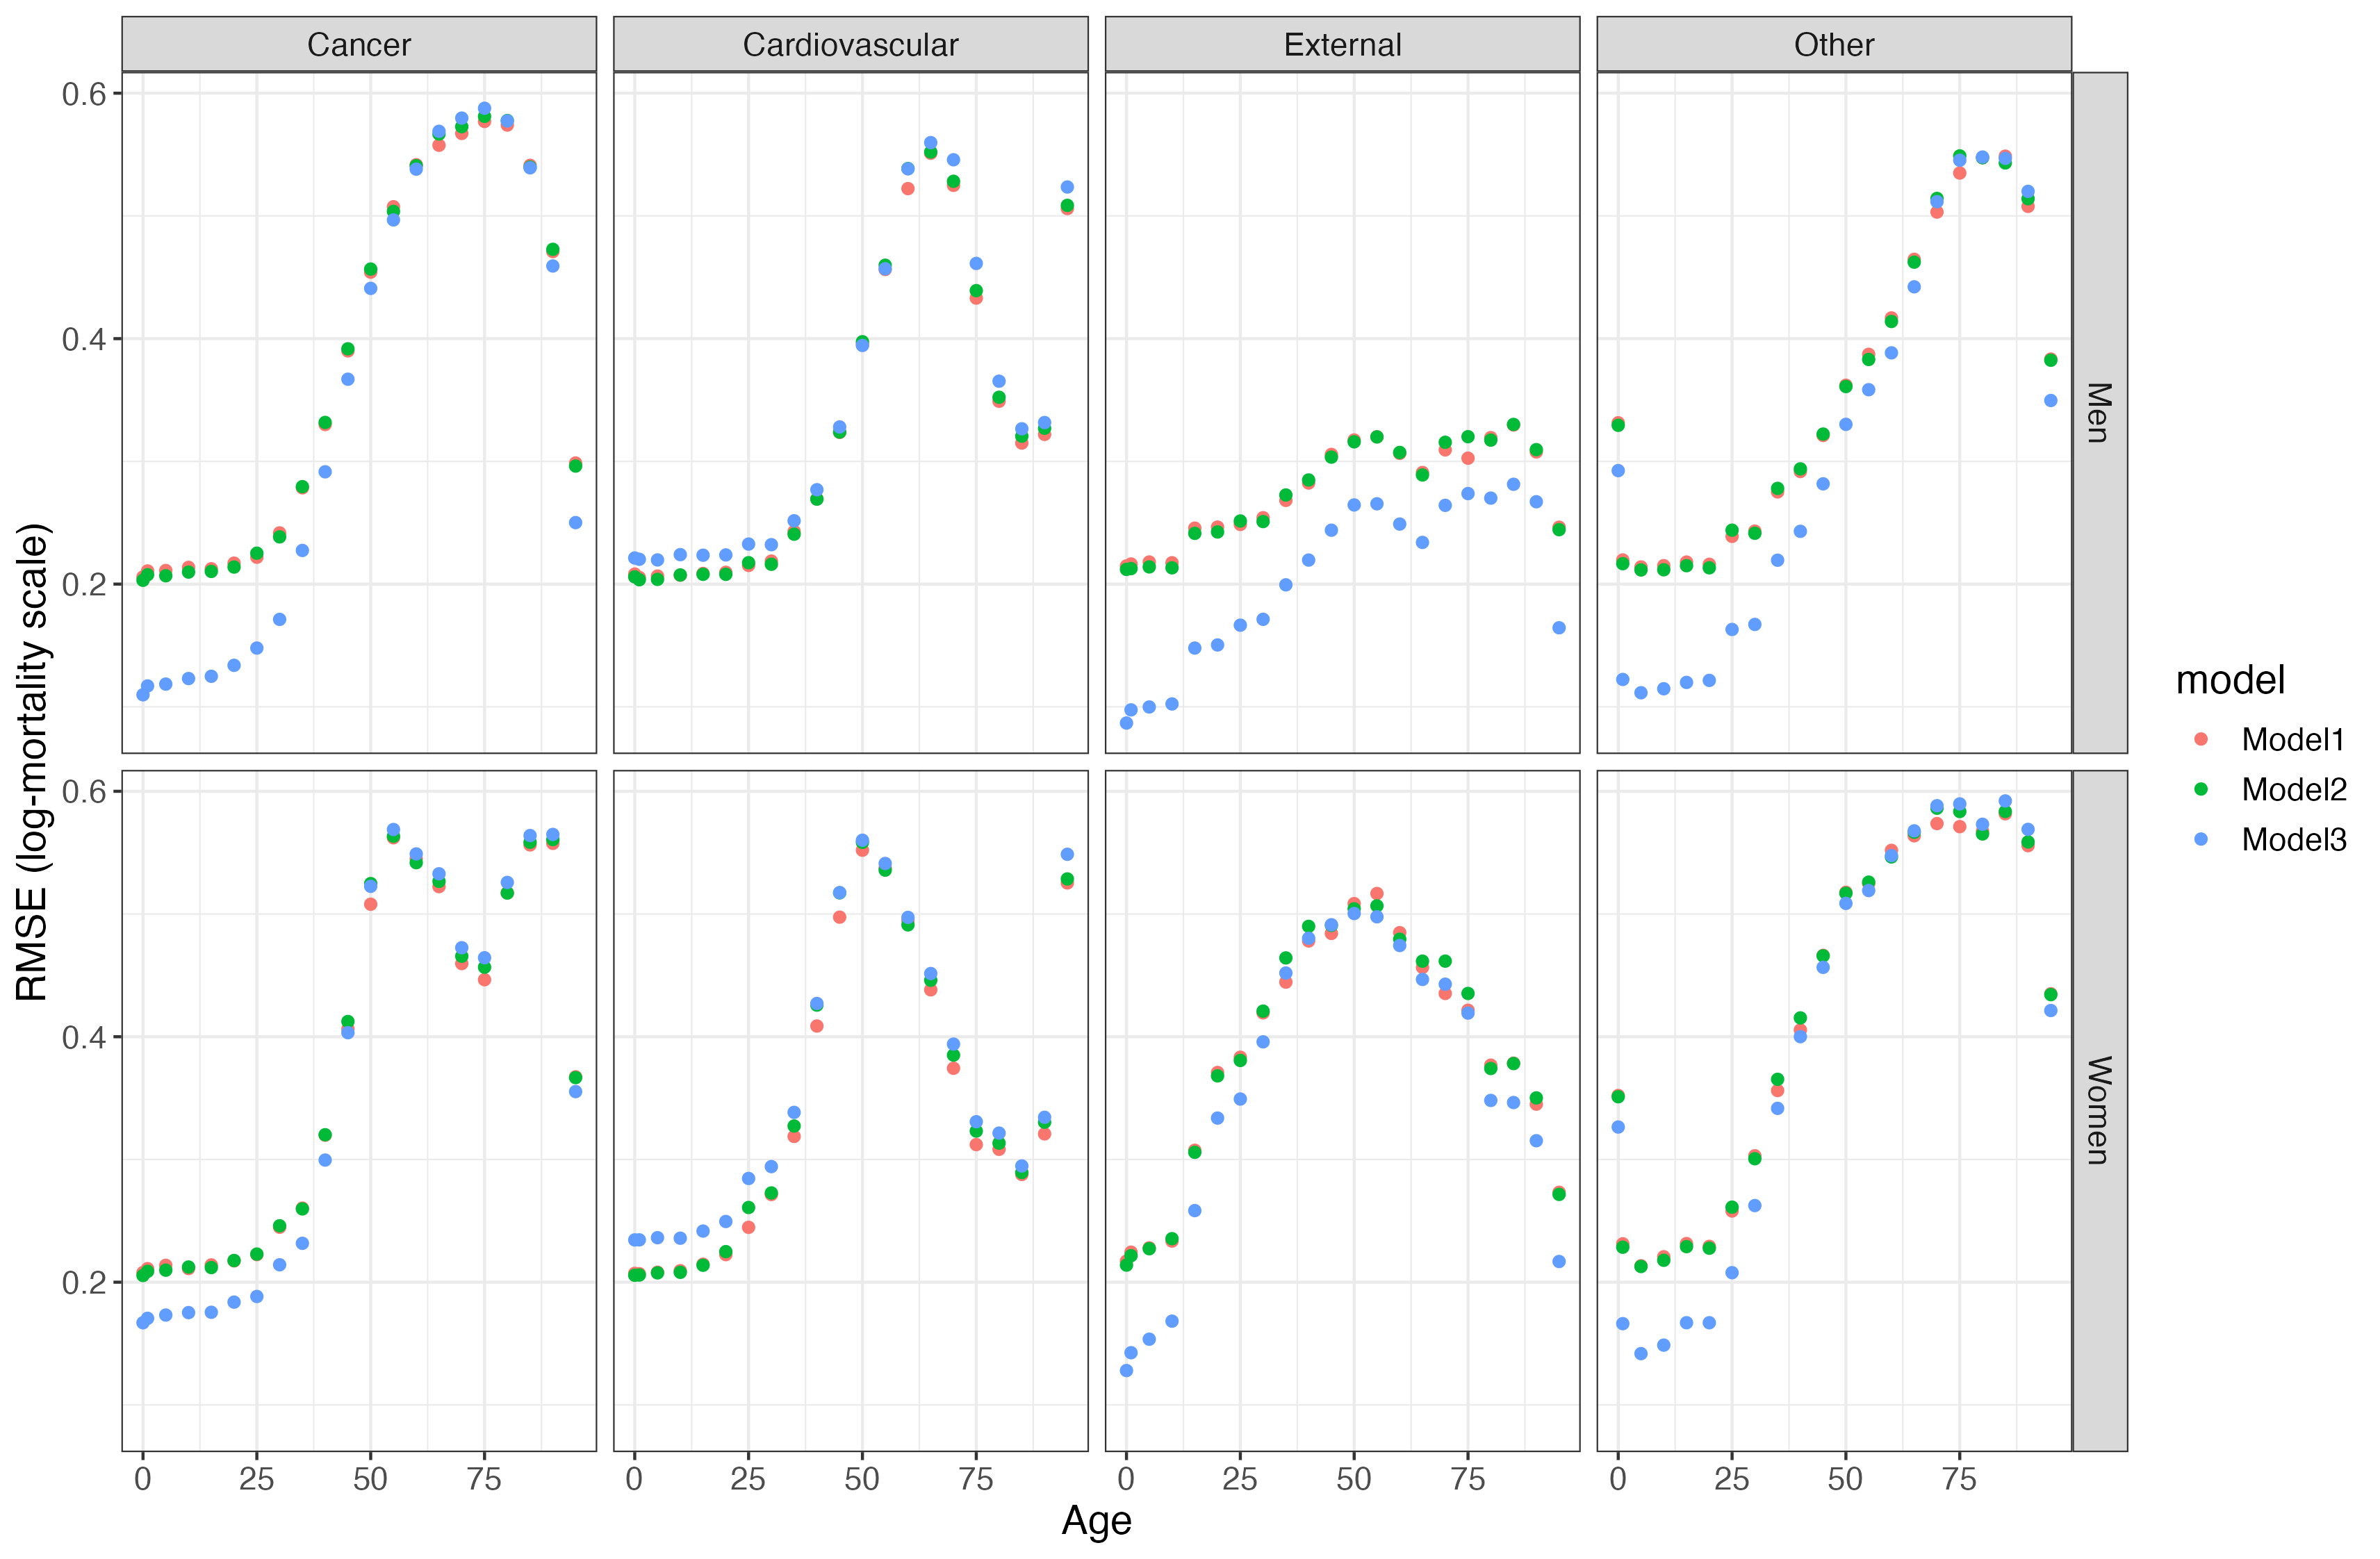 Cancer Cardiovascular External Other
0.6
0.4
0.2
Men
0.6
0.4
0.2
Women
RMSE (log-mortality scale)
0 25 50 75 0 25 50 75 0 25 50 75 0 25 50 75
Age
model
Model1
Model2
Model3